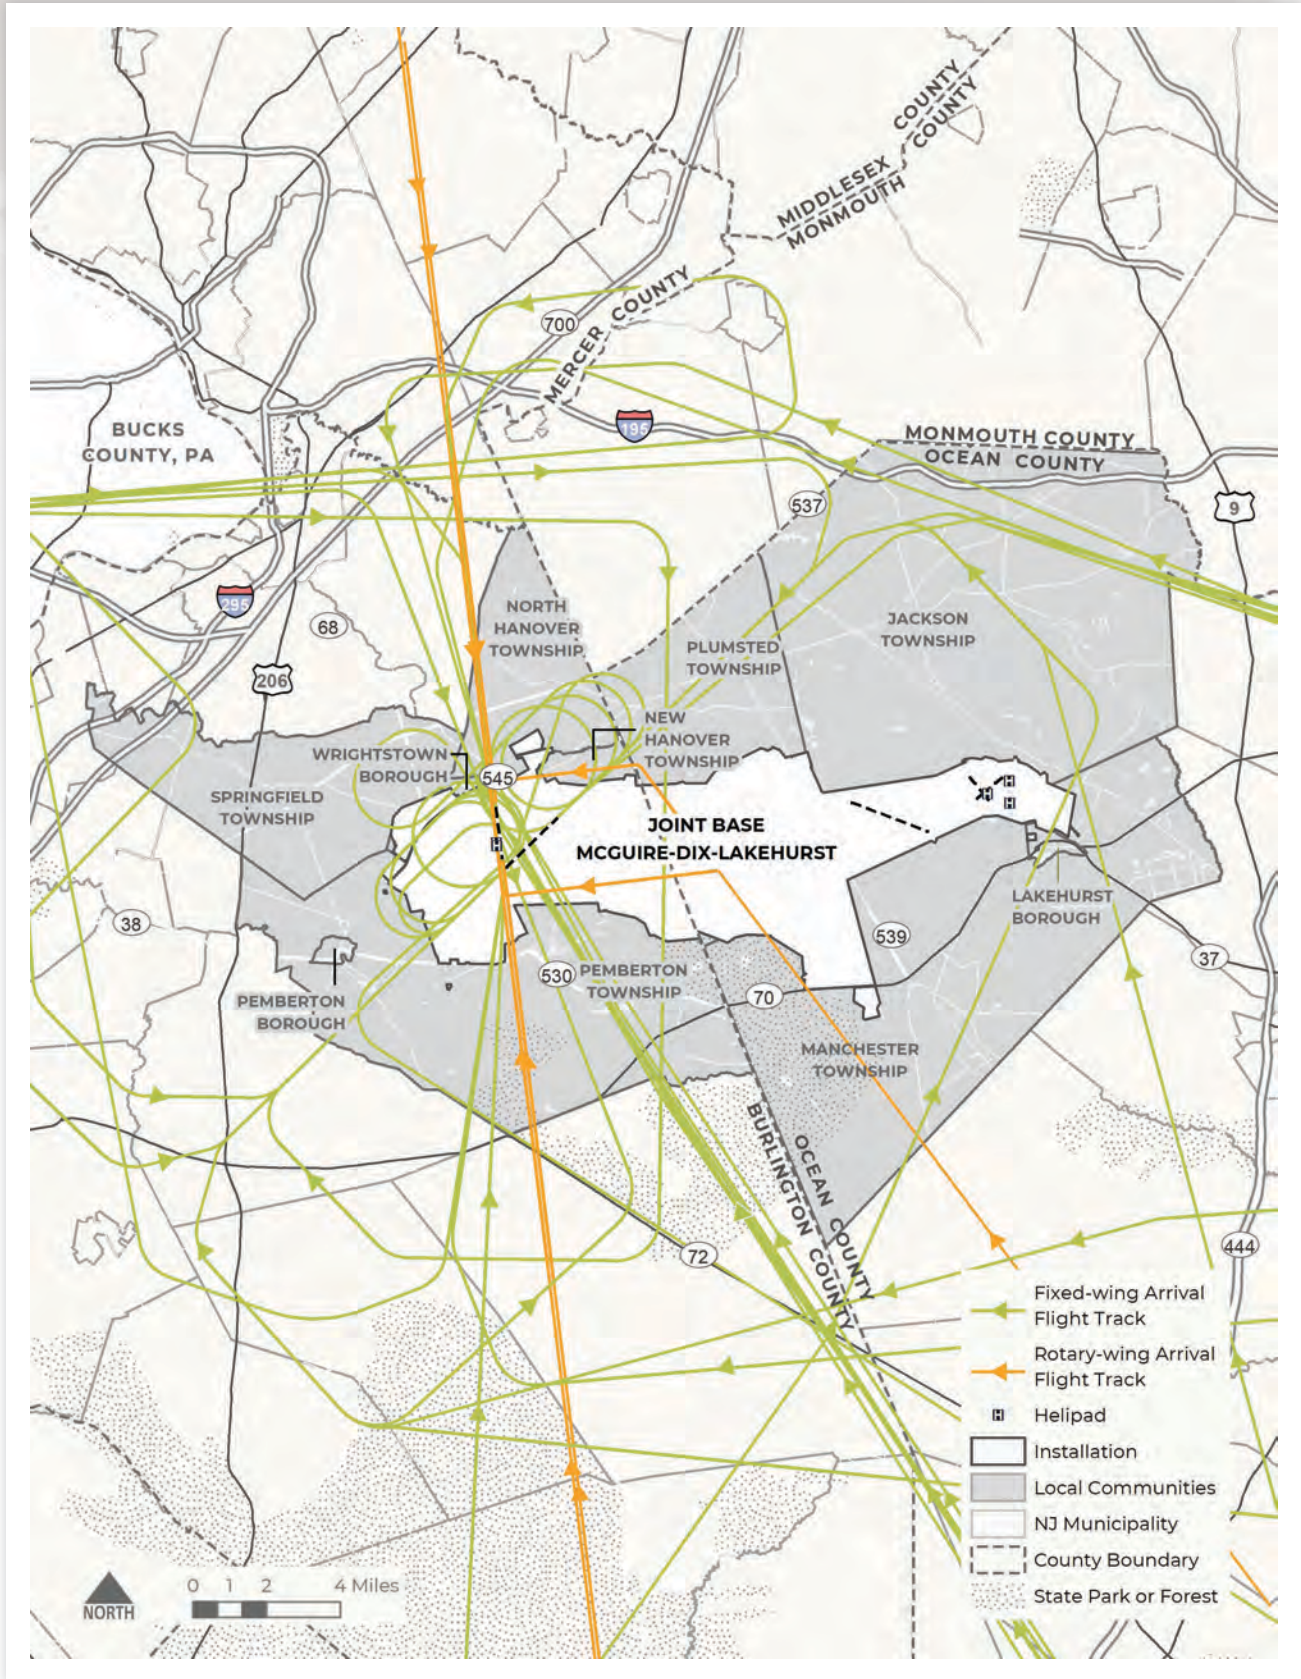 COUNTY
COUNTY
MIDDLESEX
MONMOUTH
MERCER COUNTY
700
195
BUCKS
COUNTY, PA
MONMOUTH COUNTY
OCEAN COUNTY
537
9
295
68
206
NORTH
HANOVER
TOWNSHIP
JACKSON
TOWNSHIP
PLUMSTED
TOWNSHIP
NEW
HANOVER
TOWNSHIP
WRIGHTSTOWN
BOROUGH
545
SPRINGFIELD
TOWNSHIP
JOINT BASE
MCGUIRE-DIX-LAKEHURST
H
H
H
H
LAKEHURST
BOROUGH
38
539
37
530
PEMBERTON
TOWNSHIP
70
PEMBERTON
BOROUGH
MANCHESTER
TOWNSHIP
OCEAN COUNTY
BURLINGTON COUNTY
72
444
Fixed-wing Arrival
Flight Track
Rotary-wing Arrival
Flight Track
H Helipad
Installation
Local Communities
NJ Municipality
County Boundary
State Park or Forest
0 1 2 4 Miles
NORTH